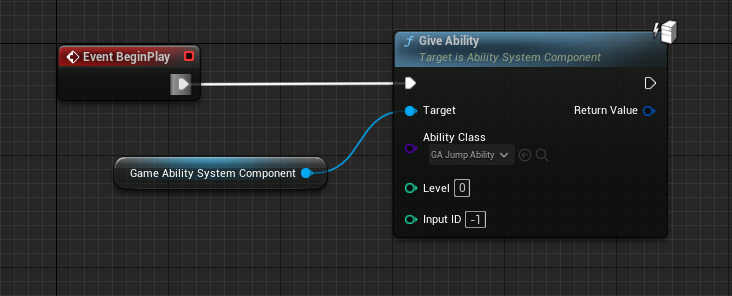 Event BeginPlay
Give Ability
Target is Ability System Component
Target
Return Value
Ability Class
GA Jump Ability
Game Ability System Component
Level 0
Input ID -1